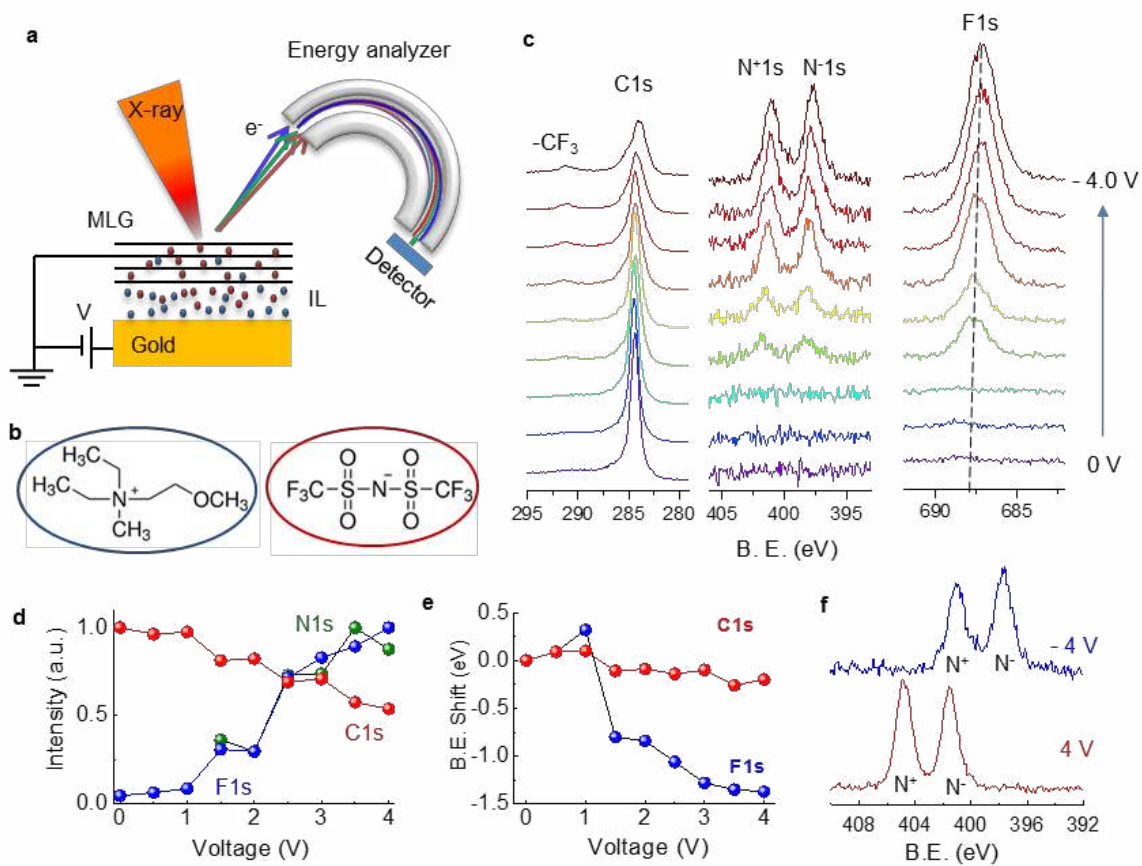 a
Energy analyzer
X-ray
e-
MLG
IL
Detector
V
Gold
b
H3C
H3C
N+
OCH3
CH3
O O
F3C-S-N-S-CF3
O O
−
c
C1s
N+1s
N-1s
F1s
-CF3
- 4.0 V
0 V
295 290 285 280
405 400 395
690 685
B. E. (eV)
d
N1s
C1s
F1s
1.0
0.5
0.0
Intensity (a.u.)
0 1 2 3 4
Voltage (V)
e
C1s
F1s
0.5
0.0
-0.5
-1.0
-1.5
B.E. Shift (eV)
0 1 2 3 4
Voltage (V)
f
- 4 V
N+ N-
4 V
N+ N-
408 404 400 396 392
B.E. (eV)